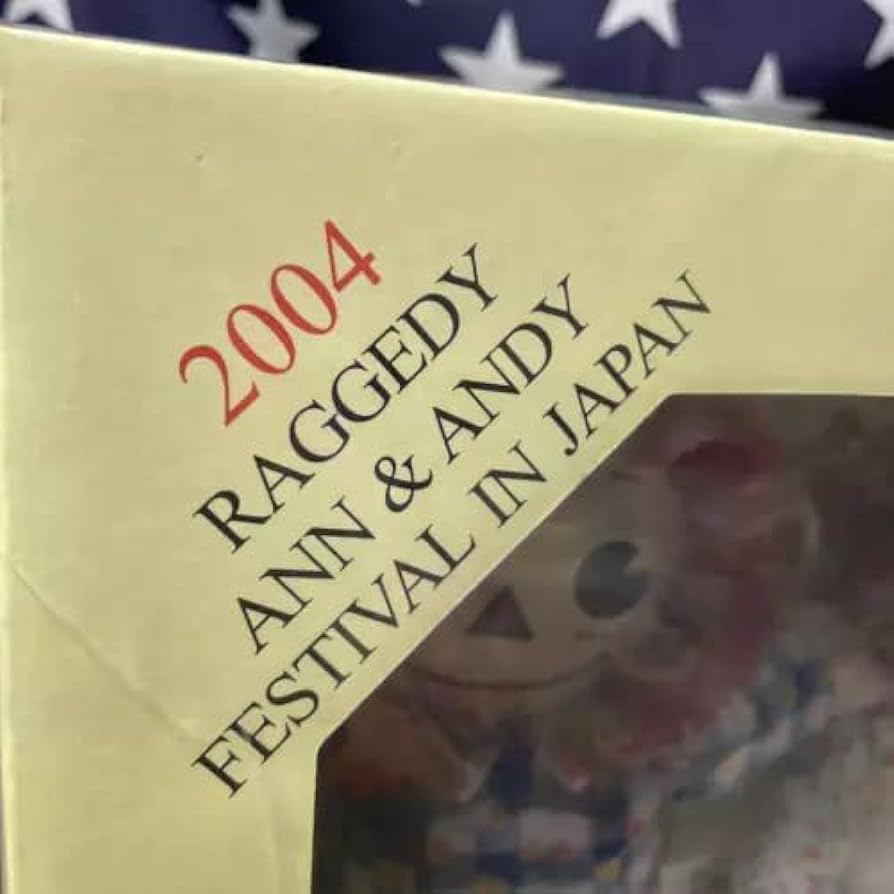 2004
RAGGEDY
ANN & ANDY
FESTIVAL IN JAPAN